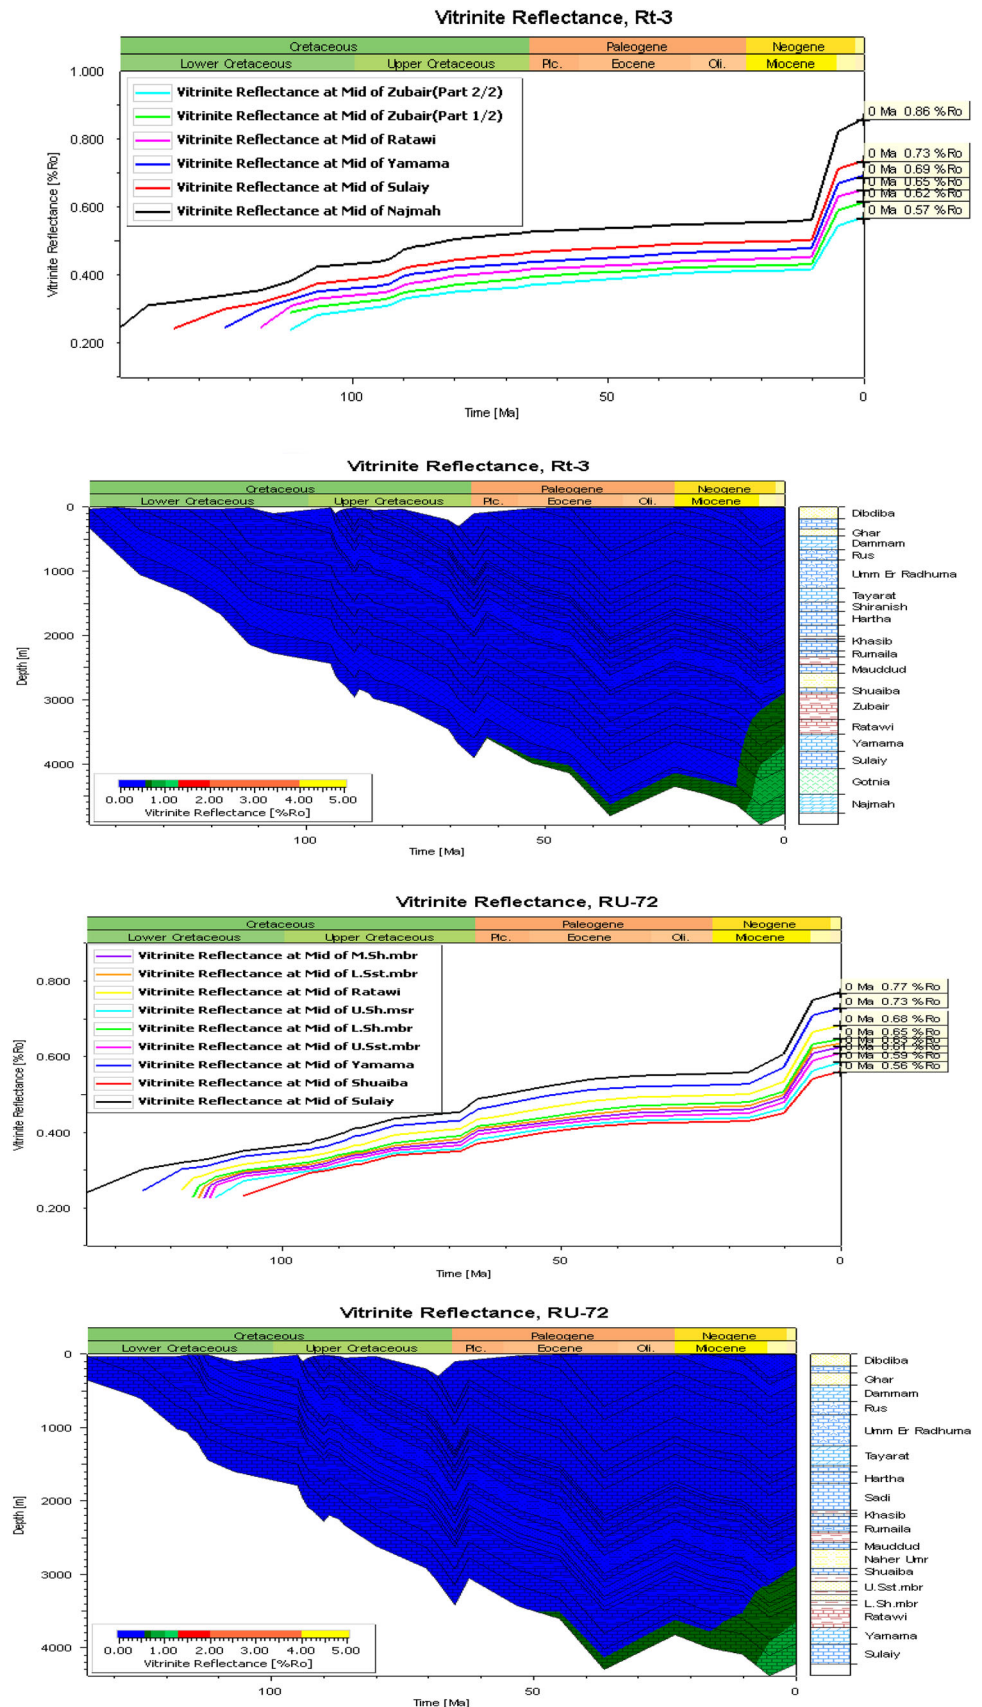 Vitrinite Reflectance, Rt-3
Cretaceous Paleogene Neogene
Lower Cretaceous Upper Cretaceous Plc. Eocene Oli. Miocene
1.000
0.800
0.600
0.400
0.200
Vitrinite Reflectance [%Ro]
Vitrinite Reflectance at Mid of Zubair(Part 2/2)
Vitrinite Reflectance at Mid of Zubair(Part 1/2)
Vitrinite Reflectance at Mid of Ratawi
Vitrinite Reflectance at Mid of Yamama
Vitrinite Reflectance at Mid of Sulaiy
Vitrinite Reflectance at Mid of Najmah
0 Ma 0.86 %Ro
0 Ma 0.73 %Ro
0 Ma 0.69 %Ro
0 Ma 0.65 %Ro
0 Ma 0.62 %Ro
0 Ma 0.57 %Ro
100 50 0
Time [Ma]
Vitrinite Reflectance, Rt-3
Cretaceous Paleogene Neogene
Lower Cretaceous Upper Cretaceous Plc. Eocene Oli. Miocene
0
1000
2000
3000
4000
Depth [m]
0.00 1.00 2.00 3.00 4.00 5.00
Vitrinite Reflectance [%Ro]
100 50 0
Time [Ma]
Dibdiba
Ghar
Dammam
Rus
Umm Er Radhuma
Tayarat
Shiranish
Hartha
Khasib
Rumaila
Mauddud
Shuaiba
Zubair
Ratawi
Yamama
Sulaiy
Gotnia
Najmah
Vitrinite Reflectance, RU-72
Cretaceous Paleogene Neogene
Lower Cretaceous Upper Cretaceous Plc. Eocene Oli. Miocene
0.800
0.600
0.400
0.200
Vitrinite Reflectance [%Ro]
Vitrinite Reflectance at Mid of M.Sh.mbr
Vitrinite Reflectance at Mid of L.Sst.mbr
Vitrinite Reflectance at Mid of Ratawi
Vitrinite Reflectance at Mid of U.Sh.msr
Vitrinite Reflectance at Mid of L.Sh.mbr
Vitrinite Reflectance at Mid of U.Sst.mbr
Vitrinite Reflectance at Mid of Yamama
Vitrinite Reflectance at Mid of Shuaiba
Vitrinite Reflectance at Mid of Sulaiy
0 Ma 0.77 %Ro
0 Ma 0.73 %Ro
0 Ma 0.68 %Ro
0 Ma 0.65 %Ro
0 Ma 0.63 %Ro
0 Ma 0.61 %Ro
0 Ma 0.59 %Ro
0 Ma 0.56 %Ro
100 50 0
Time [Ma]
Vitrinite Reflectance, RU-72
Cretaceous Paleogene Neogene
Lower Cretaceous Upper Cretaceous Plc. Eocene Oli. Miocene
0
1000
2000
3000
4000
Depth [m]
0.00 1.00 2.00 3.00 4.00 5.00
Vitrinite Reflectance [%Ro]
100 50 0
Time [Ma]
Dibdiba
Ghar
Dammam
Rus
Umm Er Radhuma
Tayarat
Hartha
Sadi
Khasib
Rumaila
Mauddud
Naher Umr
Shuaiba
U.Sst.mbr
L.Sh.mbr
Ratawi
Yamama
Sulaiy